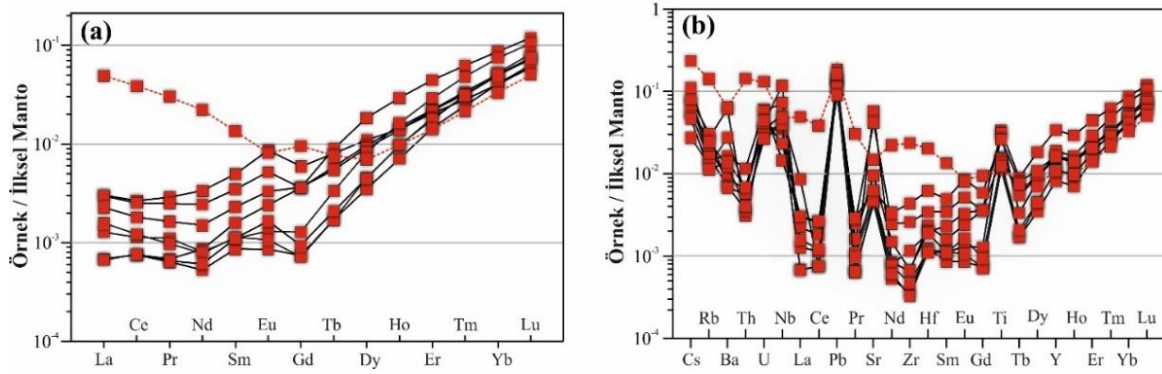 (a)
Örnek / İlksel Manto
10⁻¹
10⁻²
10⁻³
10⁻⁴
Ce Nd Eu Tb Ho Tm Lu
La Pr Sm Gd Dy Er Yb
(b)
Örnek / İlksel Manto
1
10⁻¹
10⁻²
10⁻³
10⁻⁴
Rb Th Nb Ce Pr Nd Hf Eu Ti Dy Ho Tm Lu
Cs Ba U La Pb Sr Zr Sm Gd Tb Y Er Yb